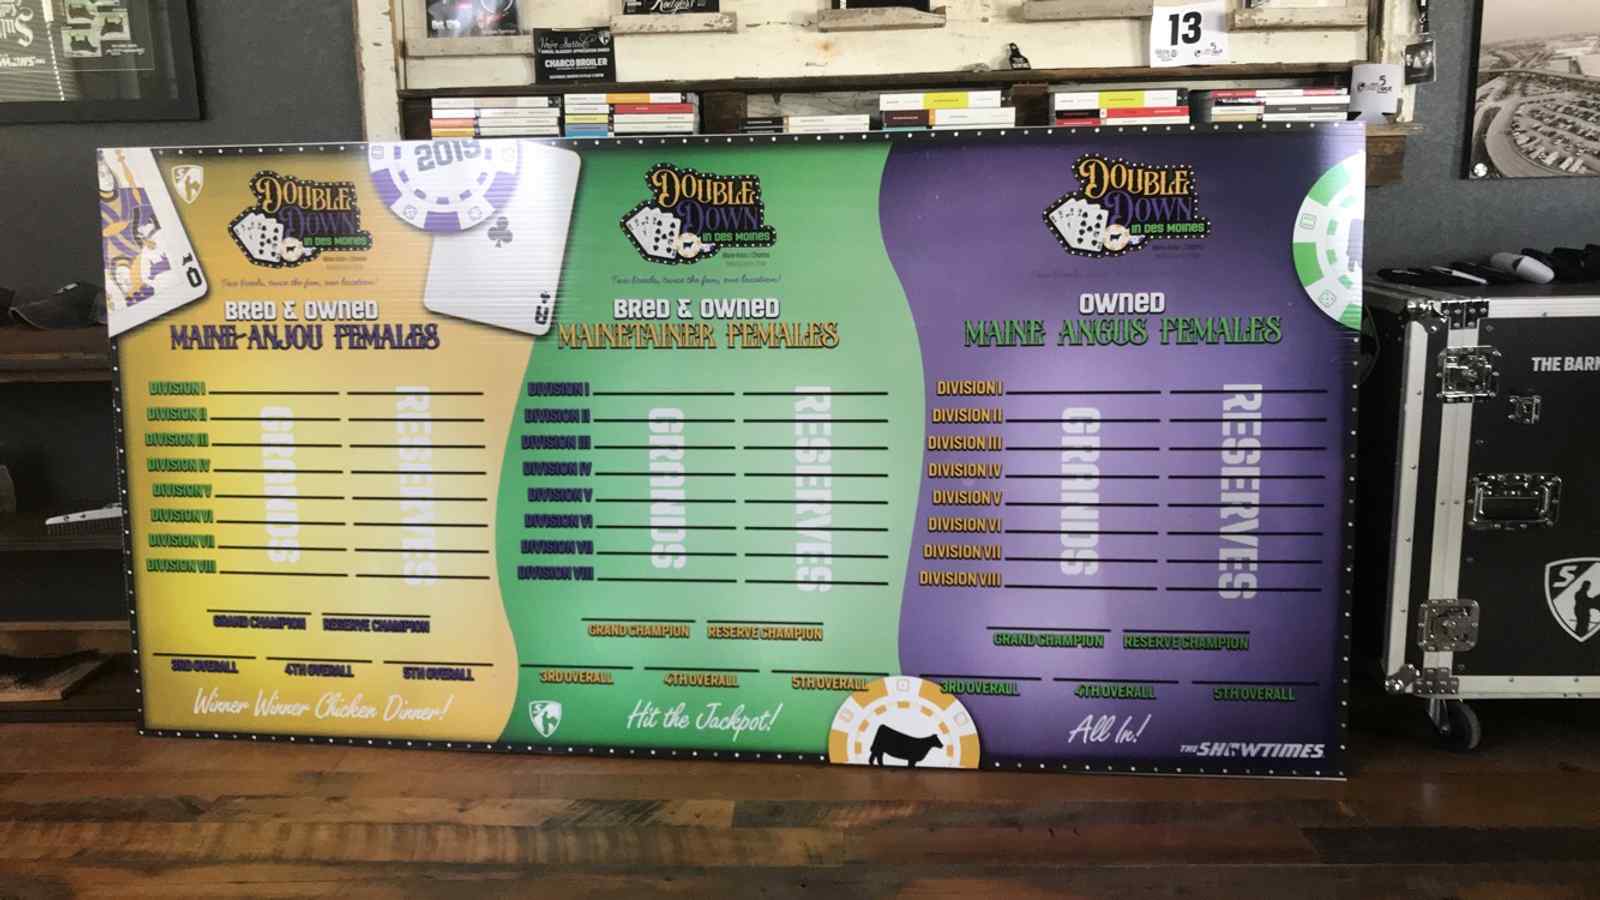 Showtimes
CHARCO BROILER
13
2019
DOUBLE
DOWN
IN DES MOINES
Two breeds, twice the fun, one location!
BRED & OWNED
MAINE-ANJOU FEMALES
DIVISION I
DIVISION II
DIVISION III
DIVISION IV
DIVISION V
DIVISION VI
DIVISION VII
DIVISION VIII
GRANDS
RESERVES
GRAND CHAMPION
RESERVE CHAMPION
3RD OVERALL
4TH OVERALL
5TH OVERALL
Winner Winner Chicken Dinner!
DOUBLE
DOWN
IN DES MOINES
Two breeds, twice the fun, one location!
BRED & OWNED
MAINETAINER FEMALES
DIVISION I
DIVISION II
DIVISION III
DIVISION IV
DIVISION V
DIVISION VI
DIVISION VII
DIVISION VIII
GRANDS
RESERVES
GRAND CHAMPION
RESERVE CHAMPION
3RD OVERALL
4TH OVERALL
5TH OVERALL
Hit the Jackpot!
DOUBLE
DOWN
IN DES MOINES
OWNED
MAINE ANGUS FEMALES
DIVISION I
DIVISION II
DIVISION III
DIVISION IV
DIVISION V
DIVISION VI
DIVISION VII
DIVISION VIII
GRANDS
RESERVES
GRAND CHAMPION
RESERVE CHAMPION
3RD OVERALL
4TH OVERALL
5TH OVERALL
All In!
THE SHOWTIMES
THE BARN